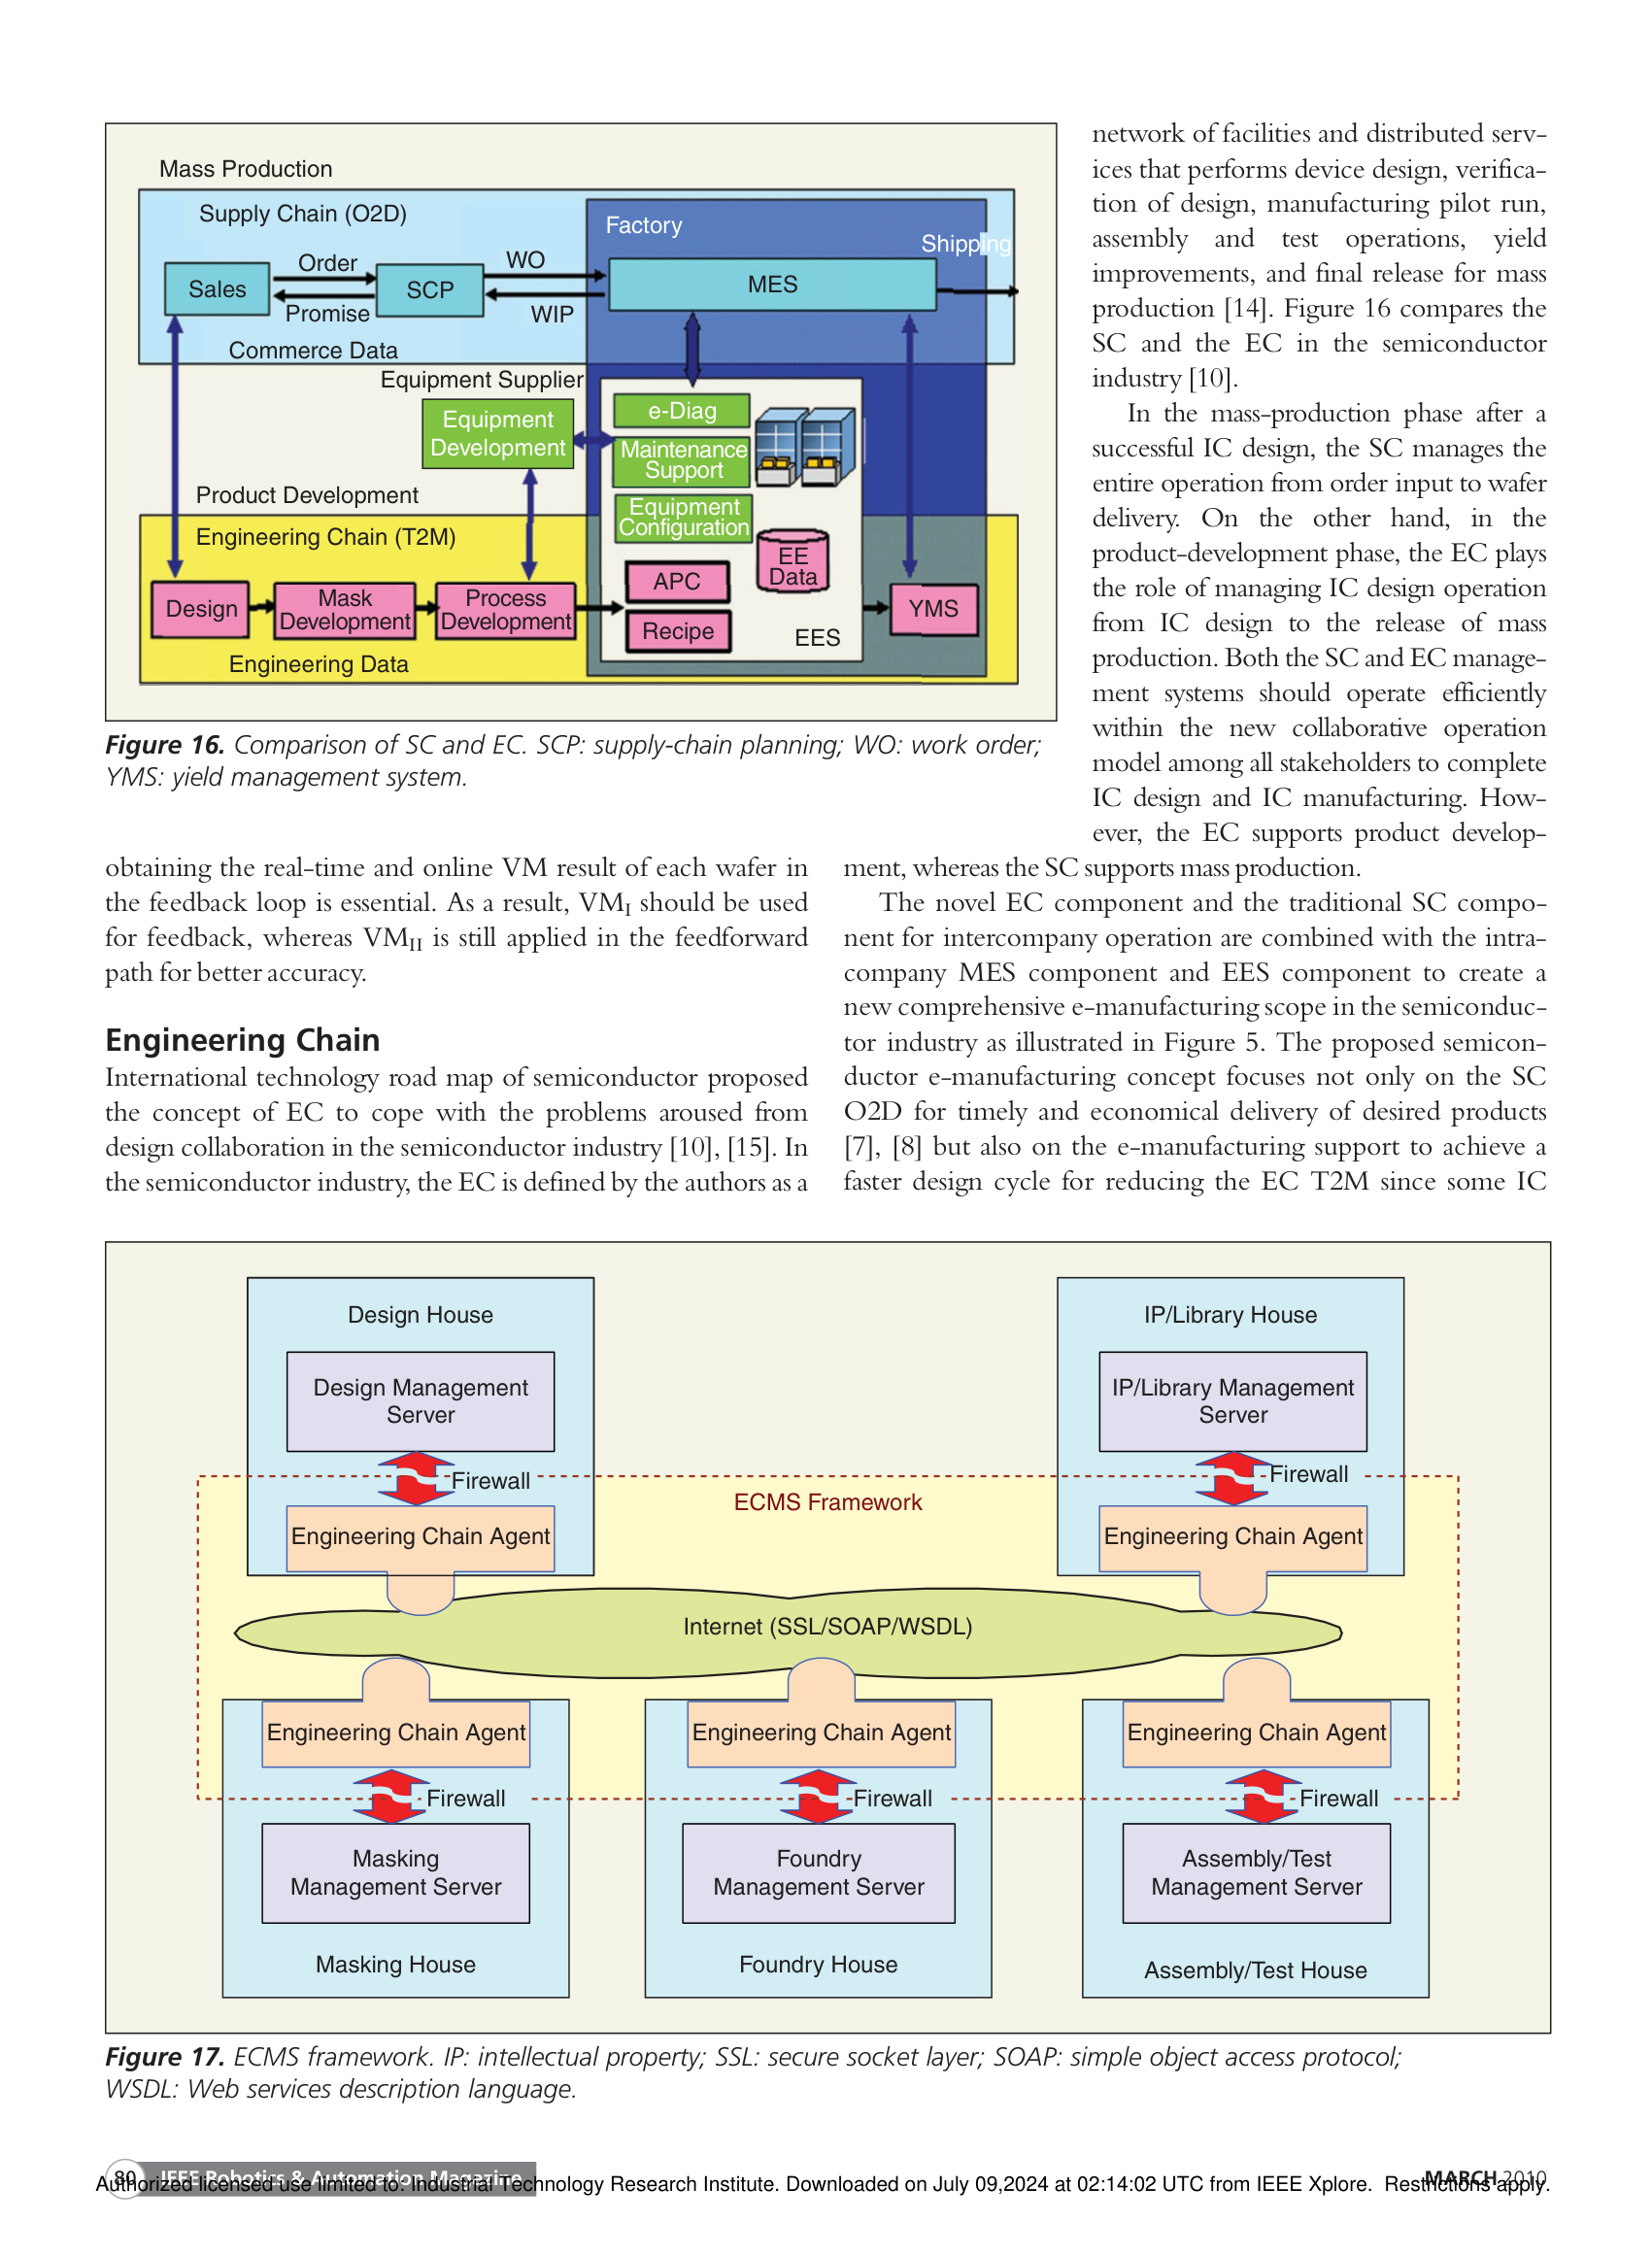 Mass Production
Supply Chain (O2D)
Factory
Shipping
Sales
Order
Promise
SCP
WO
WIP
MES
Commerce Data
Equipment Supplier
Equipment
Development
e-Diag
Maintenance
Support
Equipment
Configuration
Product Development
Engineering Chain (T2M)
EE
Data
APC
Recipe
EES
Design
Mask
Development
Process
Development
YMS
Engineering Data
Figure 16. Comparison of SC and EC. SCP: supply-chain planning; WO: work order;
YMS: yield management system.
obtaining the real-time and online VM result of each wafer in
the feedback loop is essential. As a result, VMI should be used
for feedback, whereas VMII is still applied in the feedforward
path for better accuracy.
Engineering Chain
International technology road map of semiconductor proposed
the concept of EC to cope with the problems aroused from
design collaboration in the semiconductor industry [10], [15]. In
the semiconductor industry, the EC is defined by the authors as a
network of facilities and distributed serv-
ices that performs device design, verifica-
tion of design, manufacturing pilot run,
assembly and test operations, yield
improvements, and final release for mass
production [14]. Figure 16 compares the
SC and the EC in the semiconductor
industry [10].
In the mass-production phase after a
successful IC design, the SC manages the
entire operation from order input to wafer
delivery. On the other hand, in the
product-development phase, the EC plays
the role of managing IC design operation
from IC design to the release of mass
production. Both the SC and EC manage-
ment systems should operate efficiently
within the new collaborative operation
model among all stakeholders to complete
IC design and IC manufacturing. How-
ever, the EC supports product develop-
ment, whereas the SC supports mass production.
The novel EC component and the traditional SC compo-
nent for intercompany operation are combined with the intra-
company MES component and EES component to create a
new comprehensive e-manufacturing scope in the semiconduc-
tor industry as illustrated in Figure 5. The proposed semicon-
ductor e-manufacturing concept focuses not only on the SC
O2D for timely and economical delivery of desired products
[7], [8] but also on the e-manufacturing support to achieve a
faster design cycle for reducing the EC T2M since some IC
Design House
Design Management
Server
Firewall
Engineering Chain Agent
IP/Library House
IP/Library Management
Server
Firewall
Engineering Chain Agent
ECMS Framework
Internet (SSL/SOAP/WSDL)
Engineering Chain Agent
Firewall
Masking
Management Server
Masking House
Engineering Chain Agent
Firewall
Foundry
Management Server
Foundry House
Engineering Chain Agent
Firewall
Assembly/Test
Management Server
Assembly/Test House
Figure 17. ECMS framework. IP: intellectual property; SSL: secure socket layer; SOAP: simple object access protocol;
WSDL: Web services description language.
80 IEEE Robotics & Automation Magazine
MARCH 2010
Authorized licensed use limited to: Industrial Technology Research Institute. Downloaded on July 09,2024 at 02:14:02 UTC from IEEE Xplore. Restrictions apply.